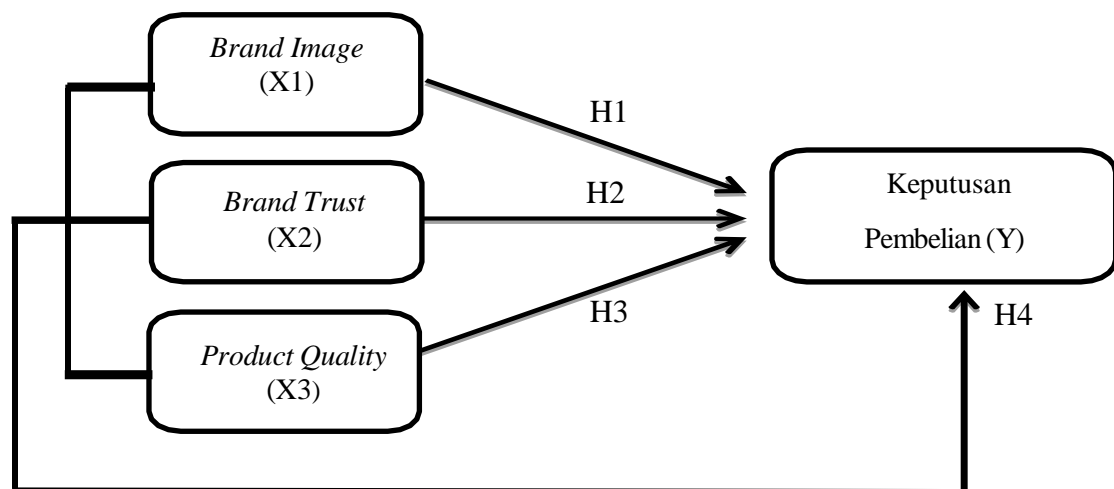 Brand Image
(X1)
H1
Brand Trust
(X2)
H2
Keputusan
Pembelian (Y)
Product Quality
(X3)
H3
H4